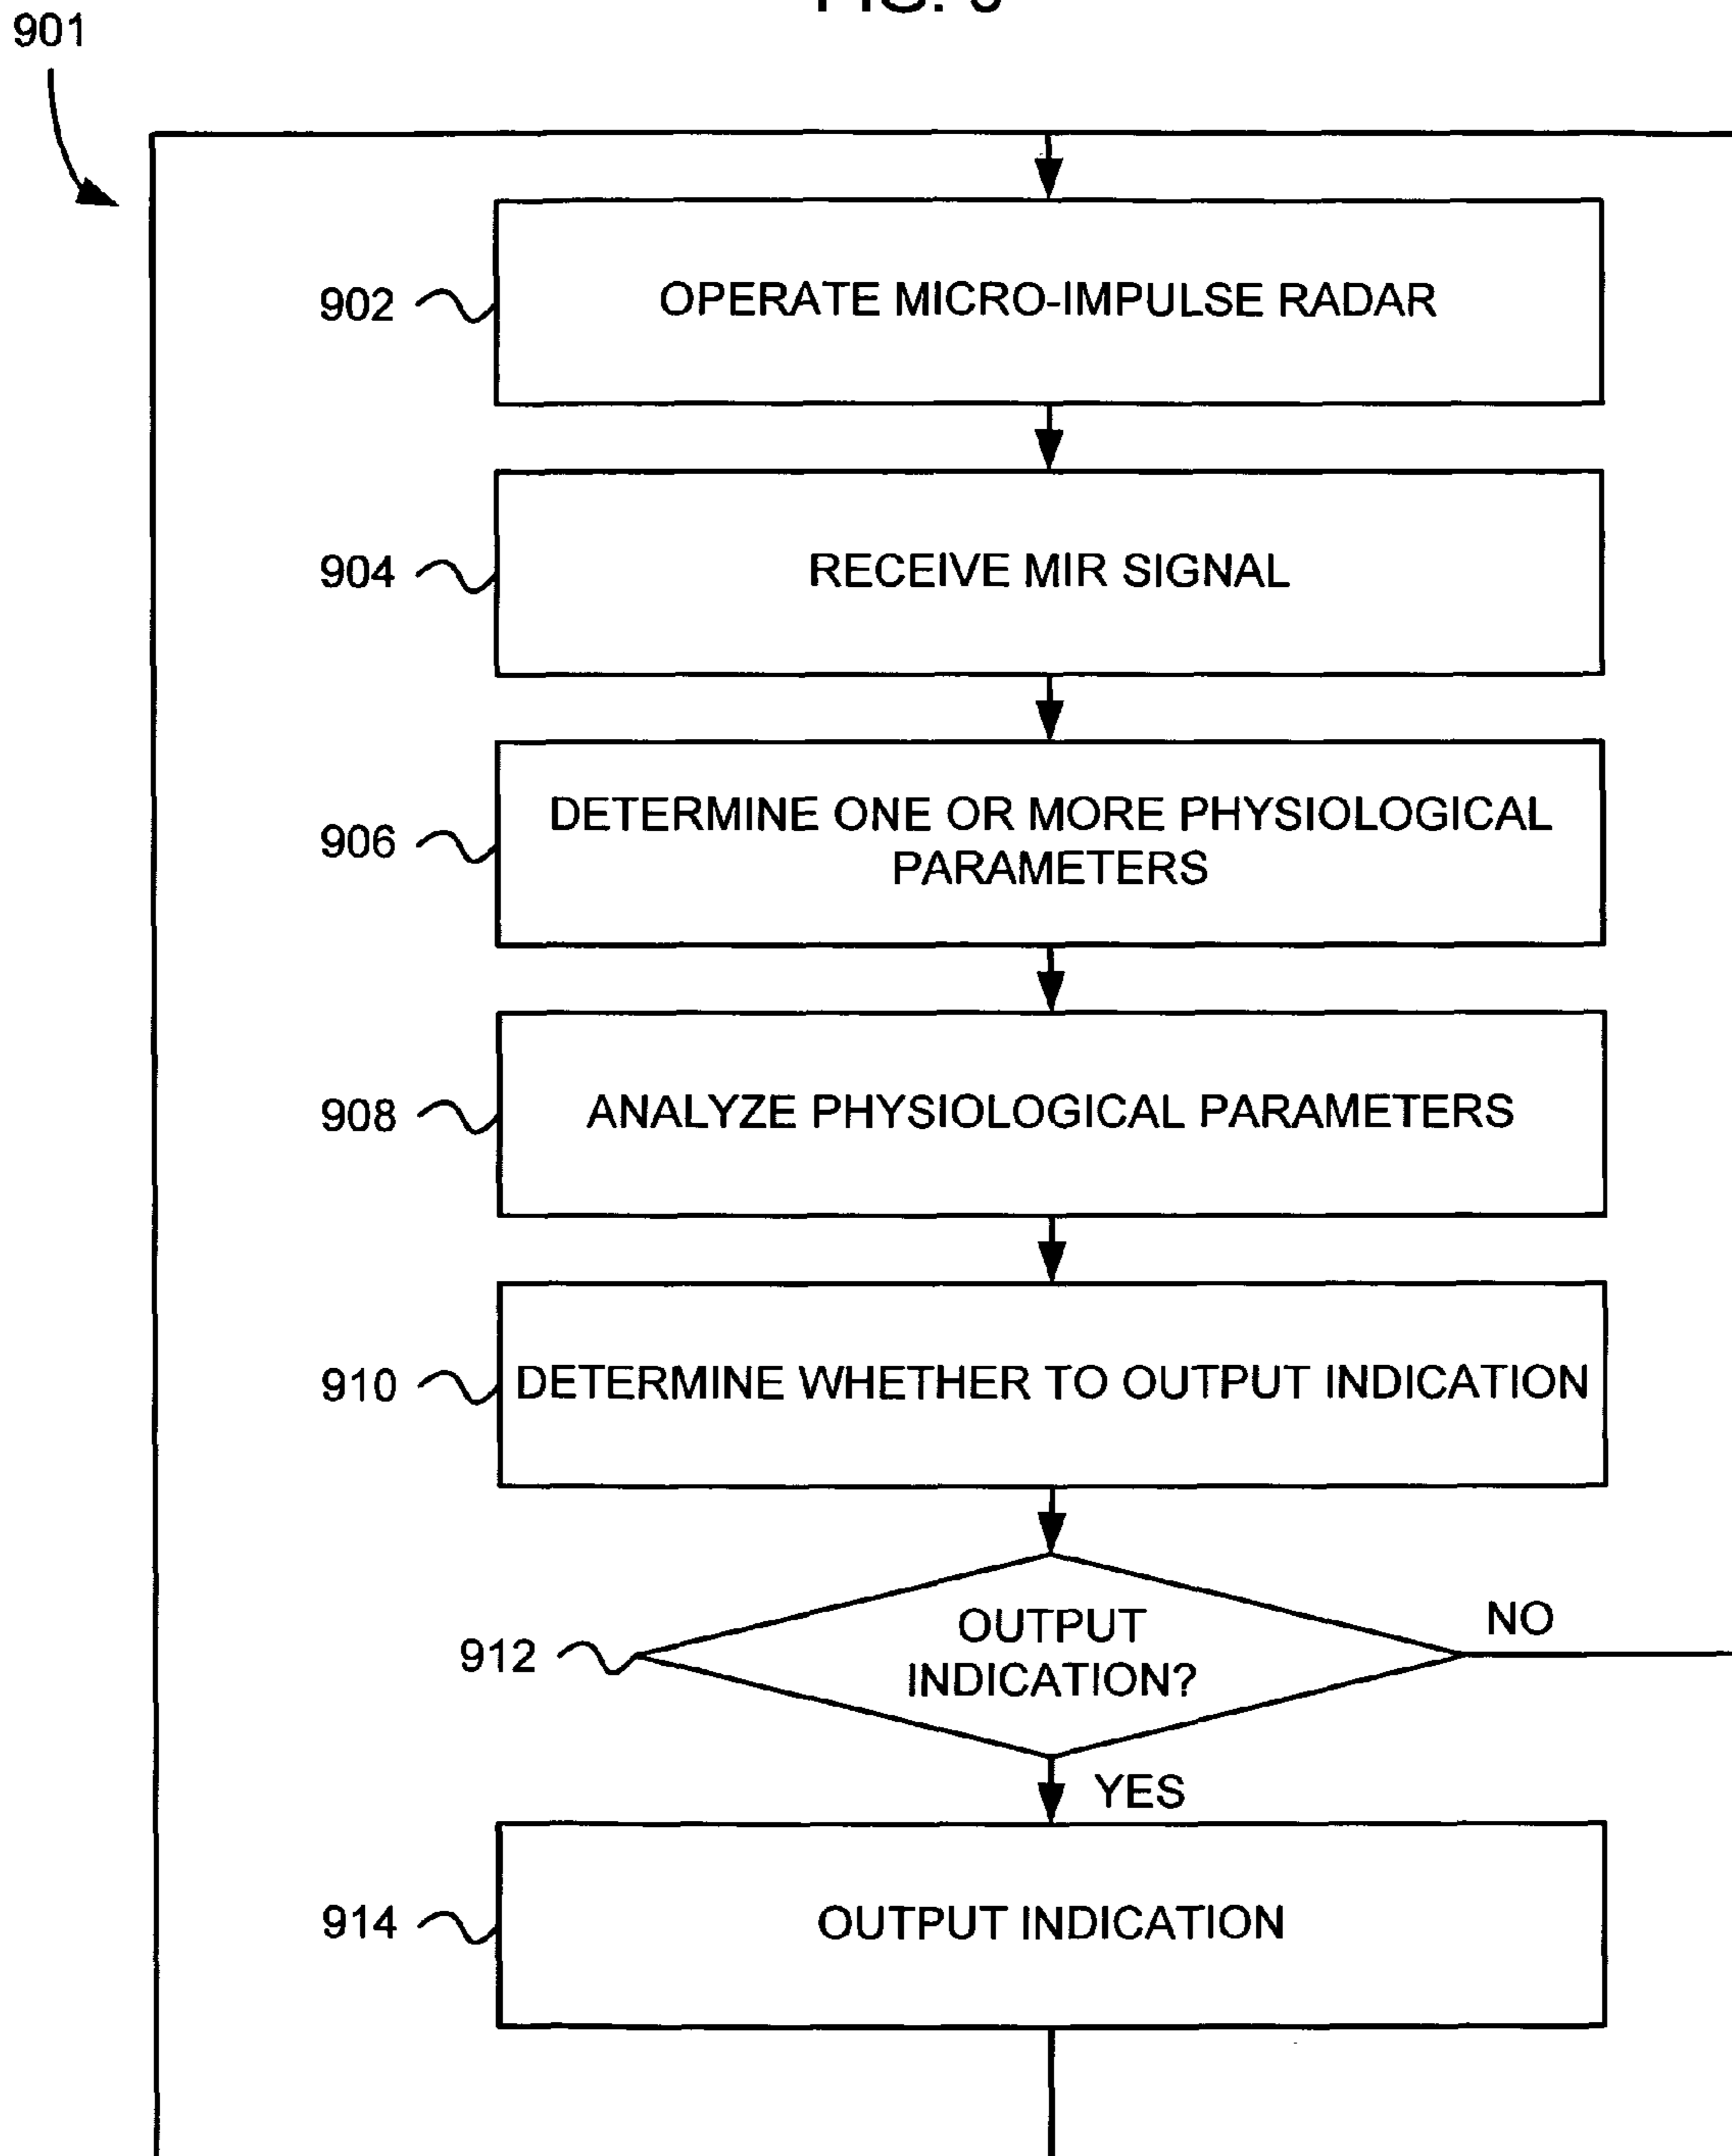 901
902
OPERATE MICRO-IMPULSE RADAR
904
RECEIVE MIR SIGNAL
906
DETERMINE ONE OR MORE PHYSIOLOGICAL
PARAMETERS
908
ANALYZE PHYSIOLOGICAL PARAMETERS
910
DETERMINE WHETHER TO OUTPUT INDICATION
912
OUTPUT
INDICATION?
NO
YES
914
OUTPUT INDICATION